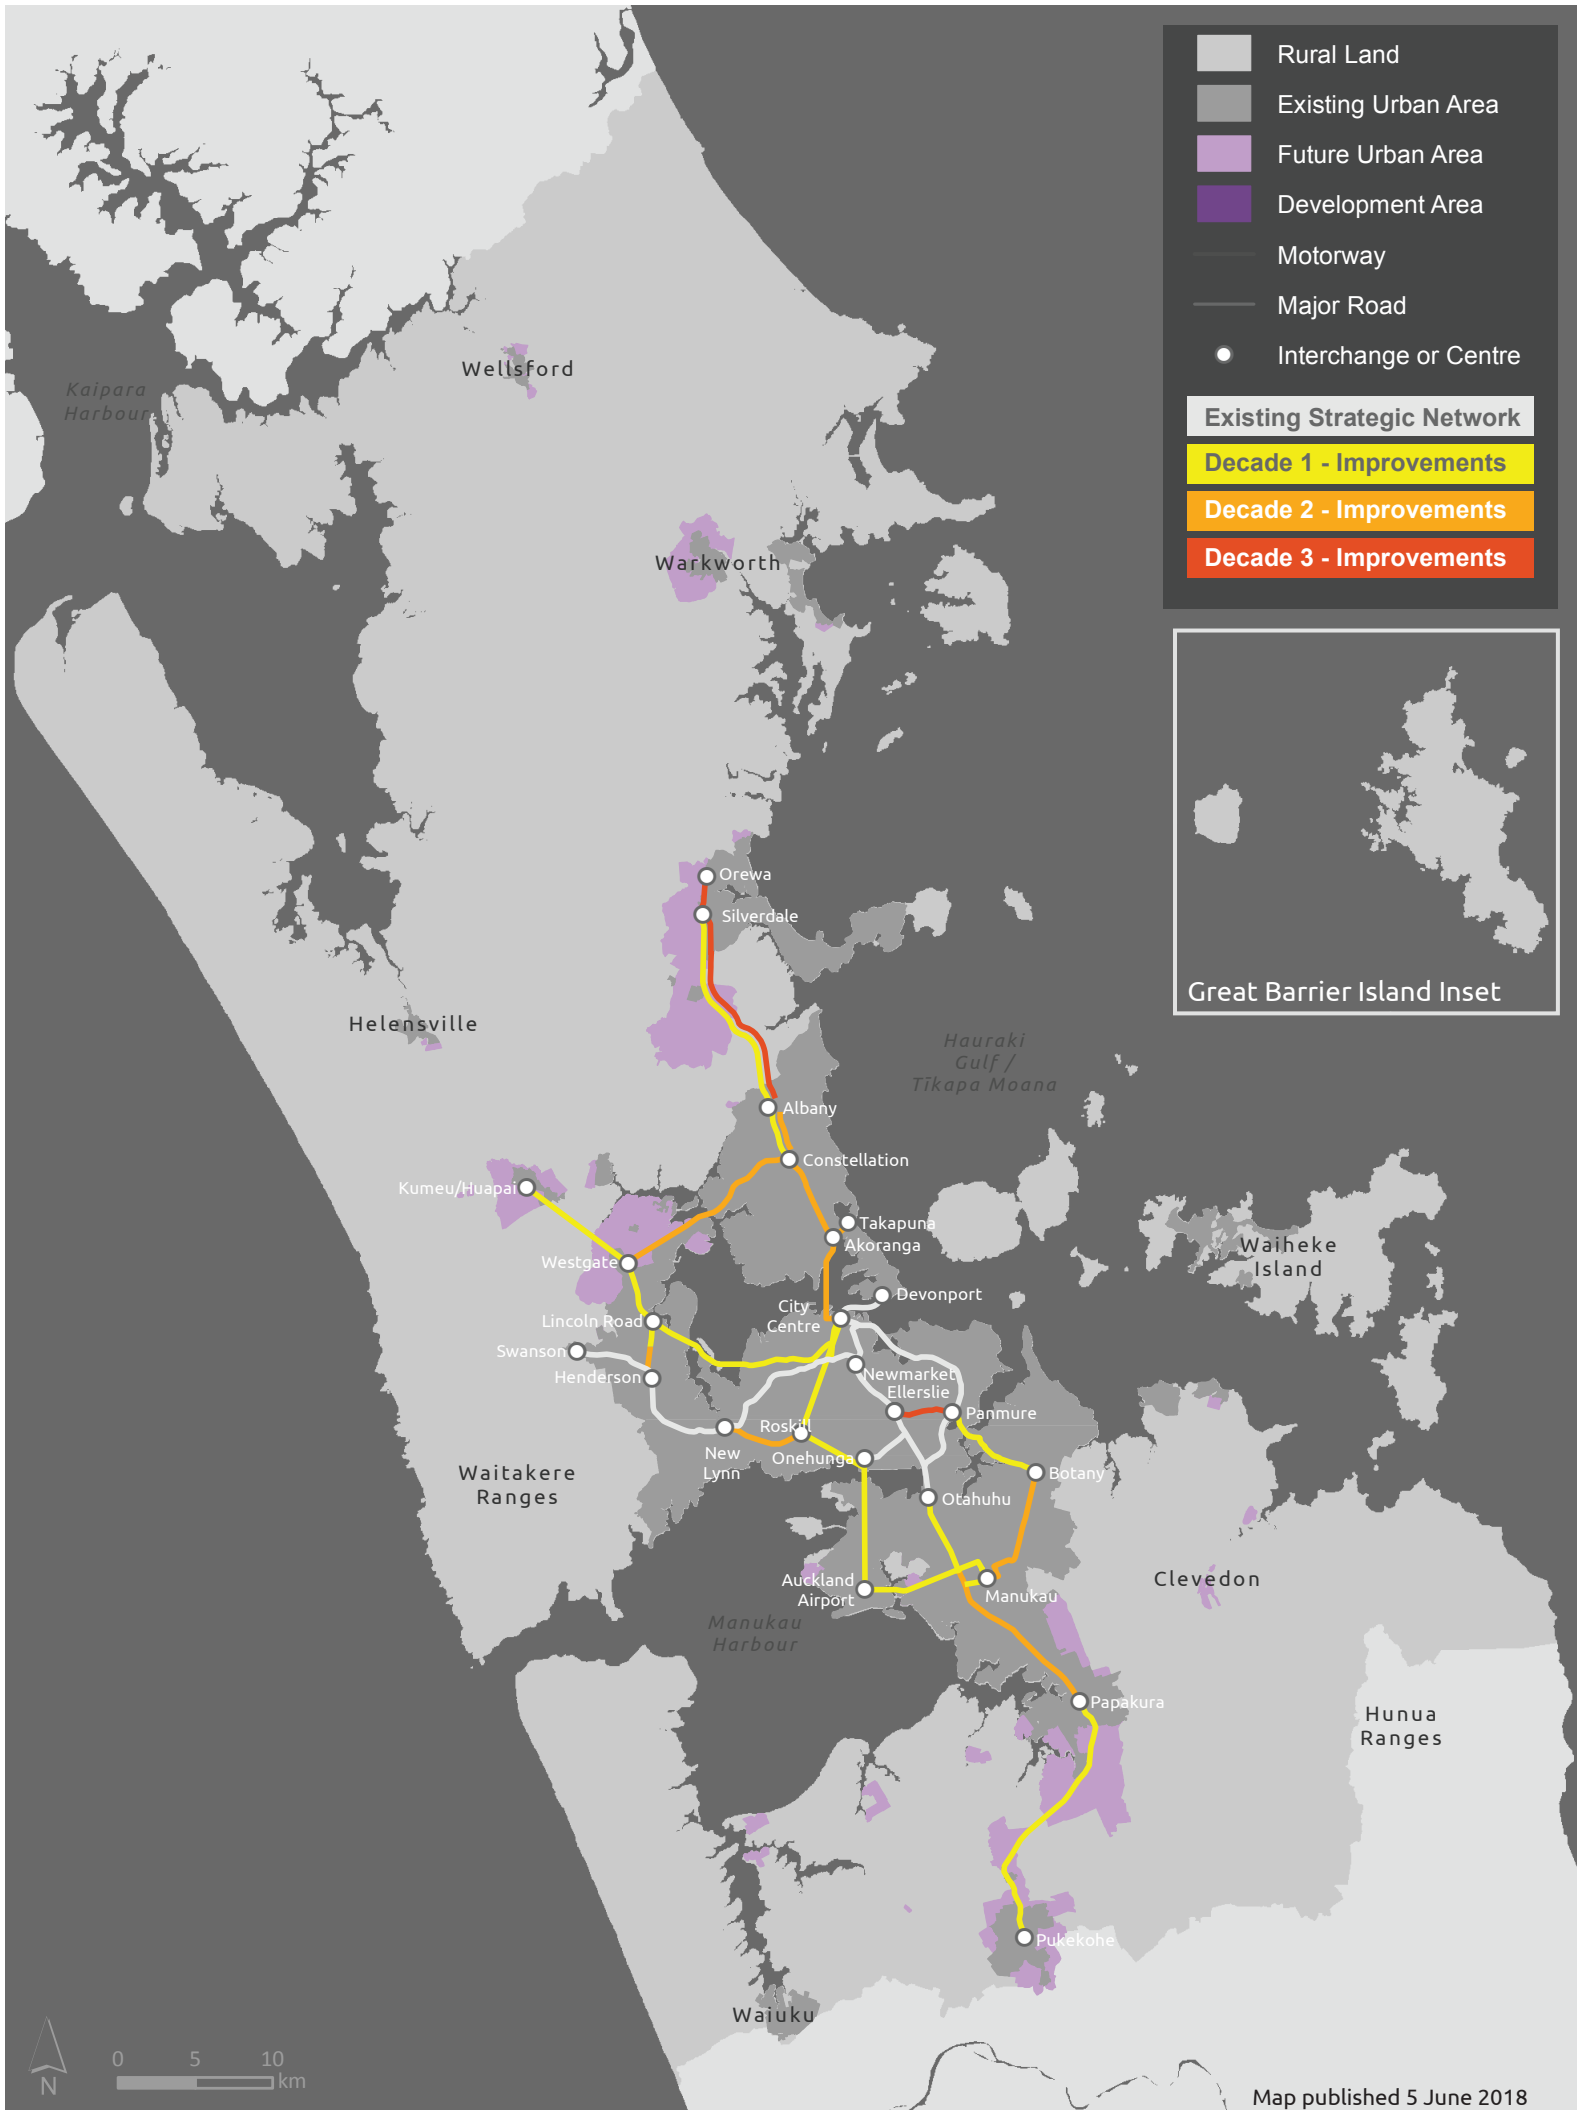 Rural Land
Existing Urban Area
Future Urban Area
Development Area
Motorway
Major Road
Interchange or Centre
Existing Strategic Network
Decade 1 - Improvements
Decade 2 - Improvements
Decade 3 - Improvements
Great Barrier Island Inset
Wellsford
Kaipara
Harbour
Warkworth
Orewa
Silverdale
Helensville
Hauraki
Gulf /
Tīkapa Moana
Albany
Constellation
Kumeu/Huapai
Takapuna
Akoranga
Westgate
Waiheke
Island
Devonport
City
Centre
Lincoln Road
Swanson
Henderson
Newmarket
Ellerslie
Panmure
Roskill
New
Lynn
Onehunga
Botany
Waitakere
Ranges
Otahuhu
Auckland
Airport
Manukau
Clevedon
Manukau
Harbour
Papakura
Hunua
Ranges
Pukekohe
Waiuku
N
0 5 10
km
Map published 5 June 2018